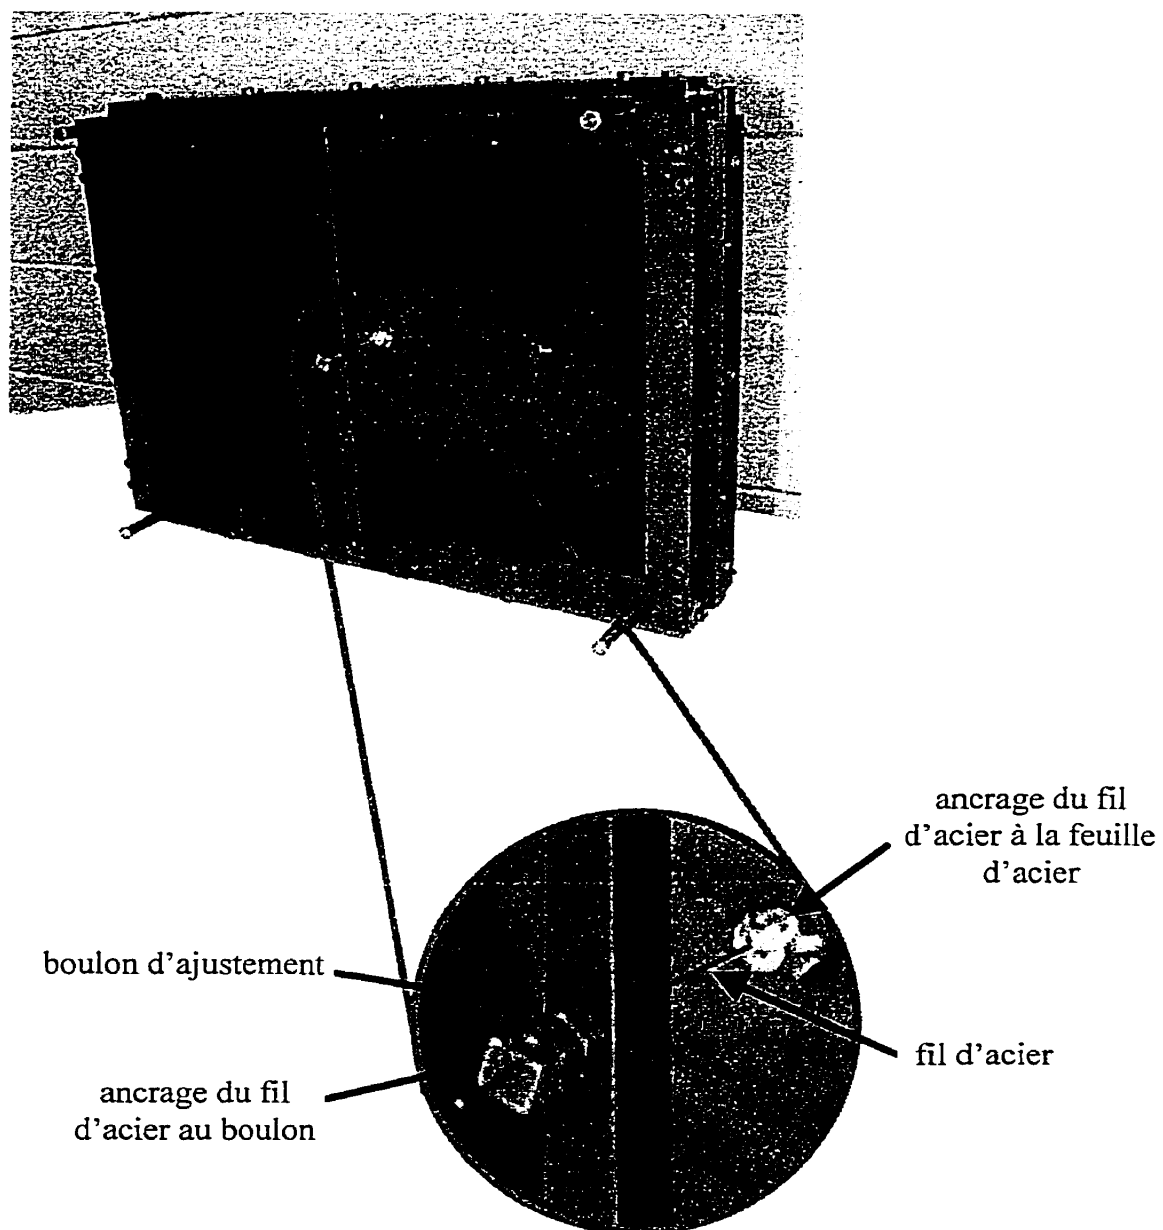 ancrage du fil
d'acier à la feuille
d'acier
boulon d'ajustement
fil d'acier
ancrage du fil
d'acier au boulon